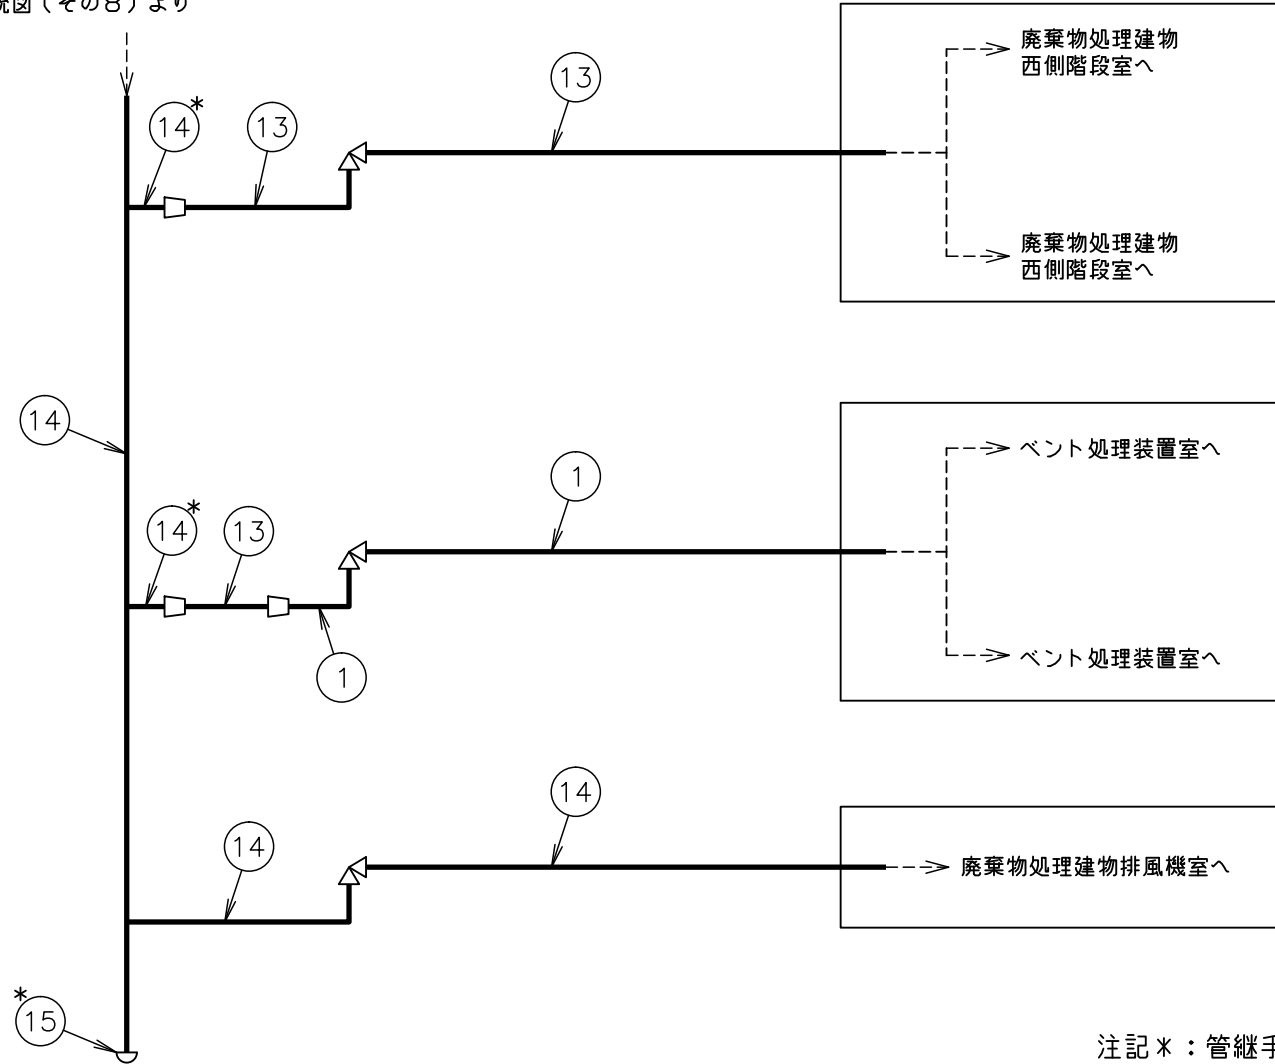 図(その8)より
14*
13
13
廃棄物処理建物
西側階段室へ
廃棄物処理建物
西側階段室へ
14
14*
13
1
1
ベント処理装置室へ
ベント処理装置室へ
14
14
廃棄物処理建物排風機室へ
*
15
注記*:管継手